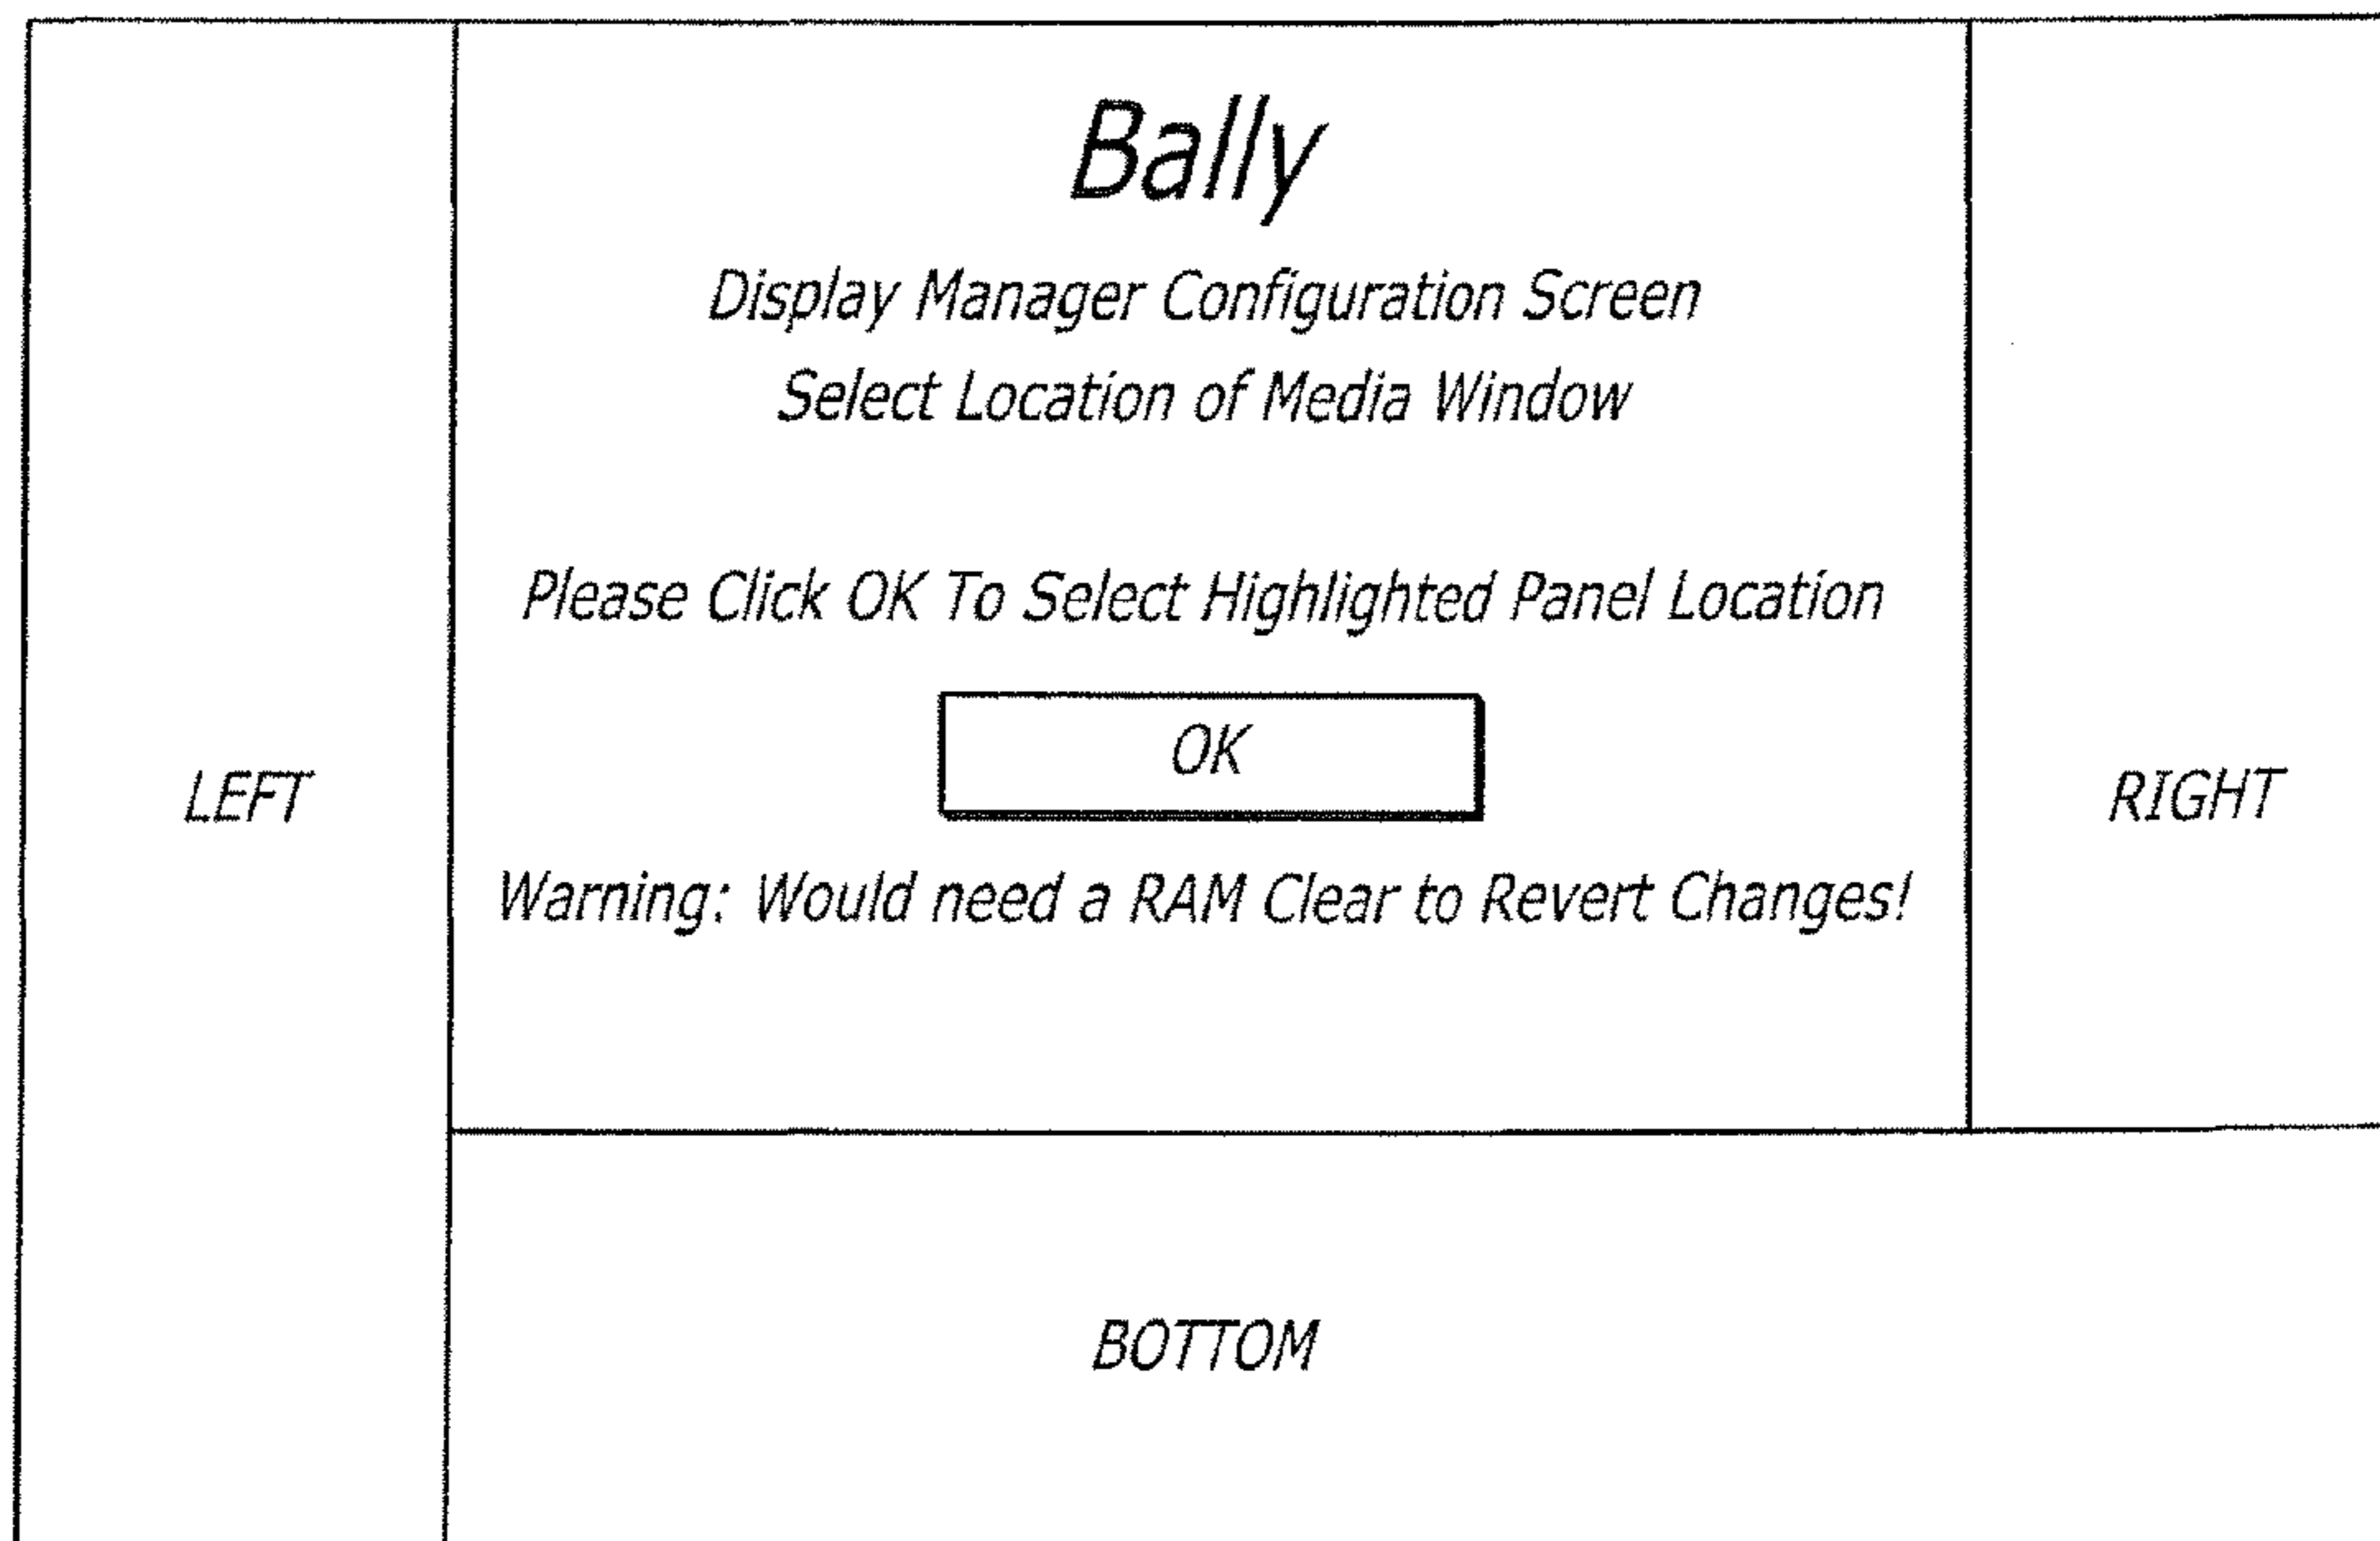 Bally
Display Manager Configuration Screen
Select Location of Media Window
Please Click OK To Select Highlighted Panel Location
OK
LEFT
RIGHT
Warning: Would need a RAM Clear to Revert Changes!
BOTTOM